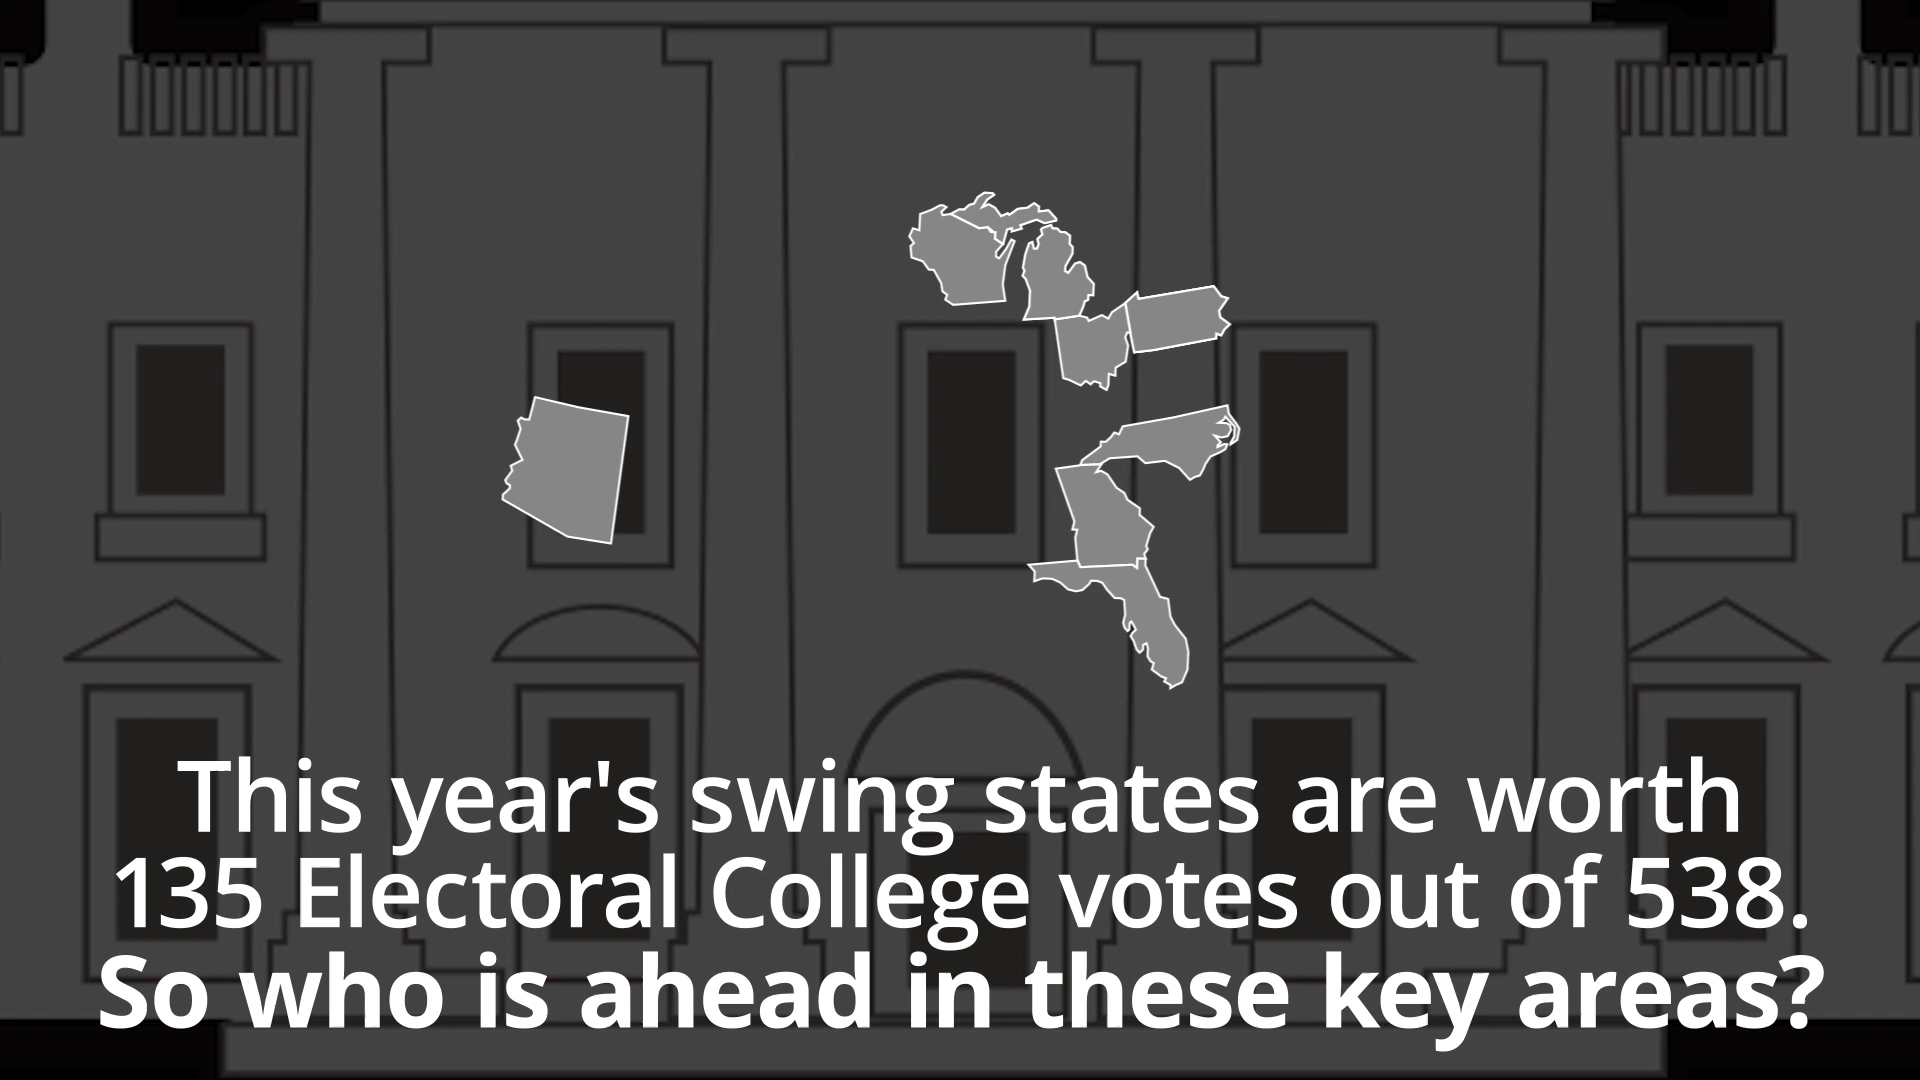 This year's swing states are worth
135 Electoral College votes out of 538.
So who is ahead in these key areas?